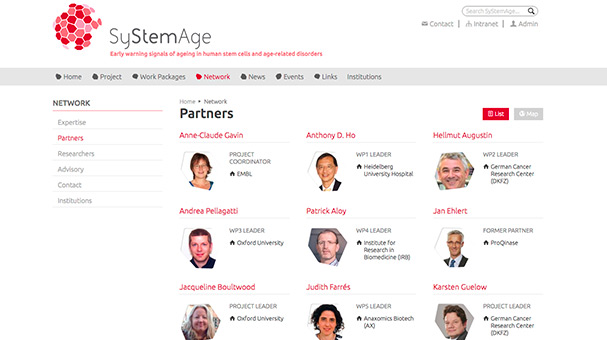 Search SyStemAge...
Contact | Intranet | Admin
SyStemAge
Early warning signals of ageing in human stem cells and age-related disorders
Home Project Work Packages Network News Events Links Institutions
NETWORK
Expertise
Partners
Researchers
Advisory
Contact
Institutions
Home Network
Partners
List Map
Anne-Claude Gavin
PROJECT
COORDINATOR
EMBL
Anthony D. Ho
WP1 LEADER
Heidelberg
University Hospital
Hellmut Augustin
WP2 LEADER
German Cancer
Research Center
(DKFZ)
Andrea Pellagatti
WP3 LEADER
Oxford University
Patrick Aloy
WP4 LEADER
Institute for
Research in
Biomedicine (IRB)
Jan Ehlert
FORMER PARTNER
ProQinase
Jacqueline Boultwood
PROJECT LEADER
Oxford University
Judith Farrés
WP6 LEADER
Anaxomics Biotech
(AX)
Karsten Guelow
PROJECT LEADER
German Cancer
Research Center
(DKFZ)